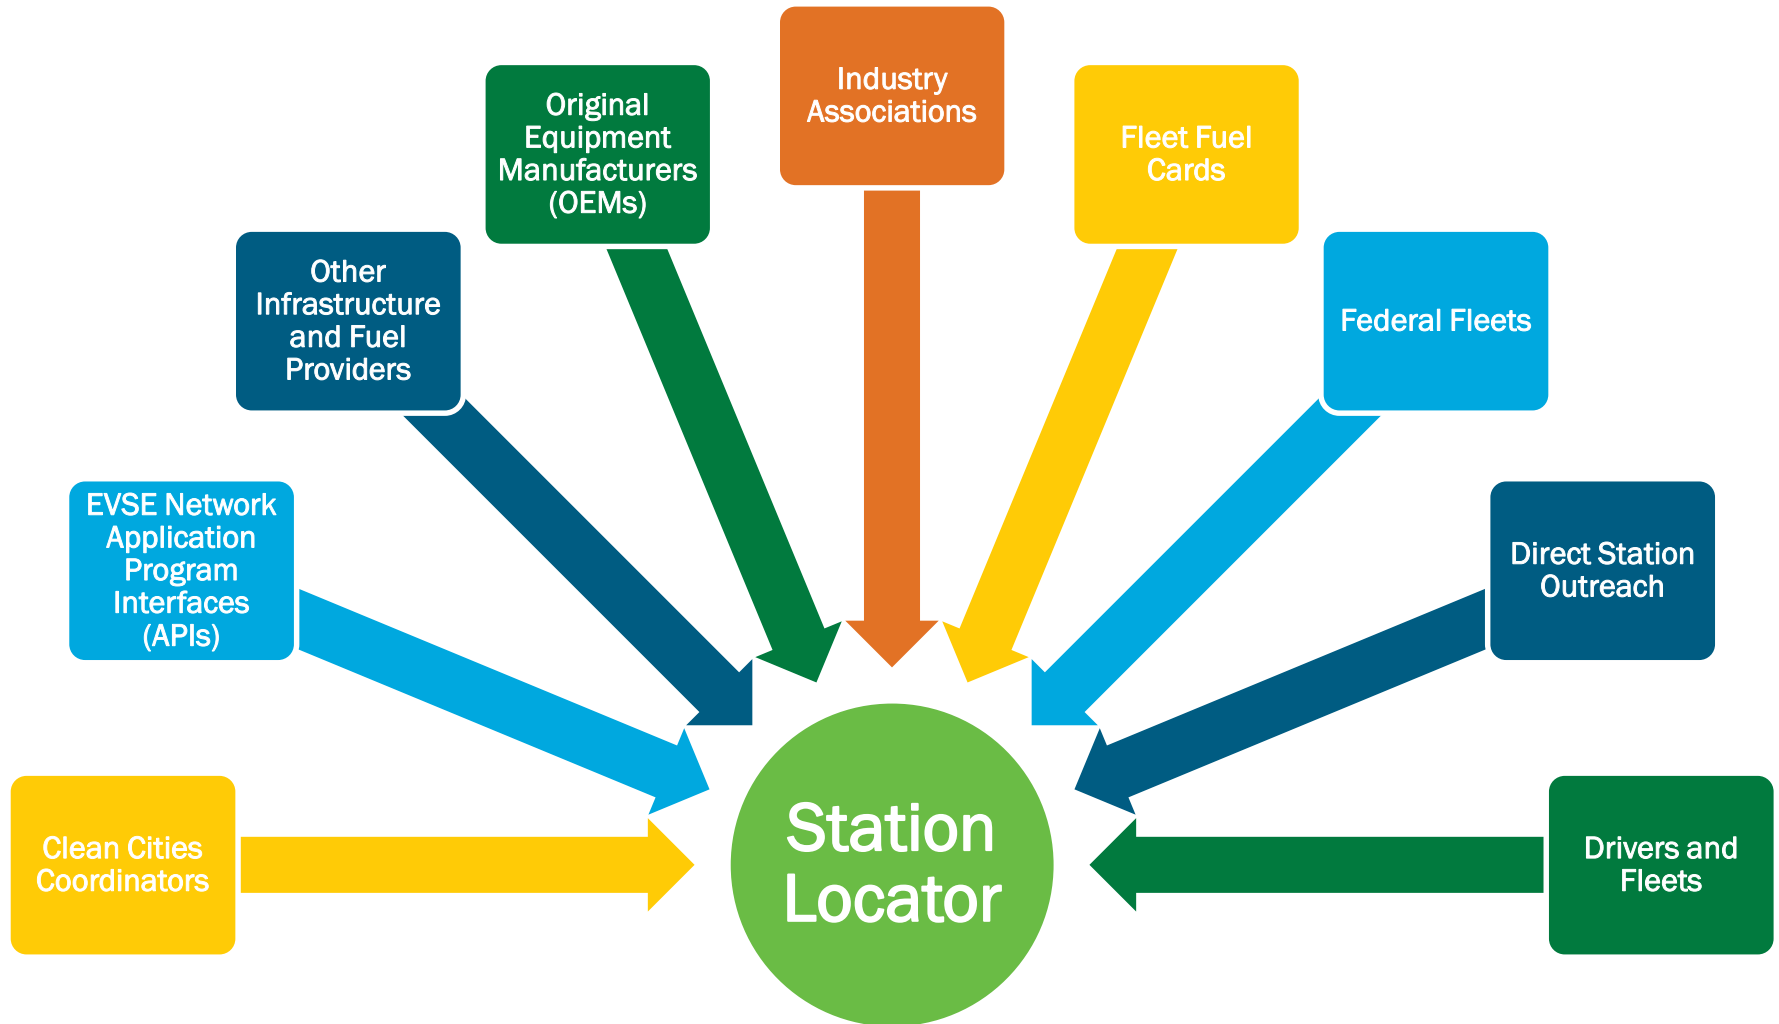 Industry
Associations
Original
Equipment
Manufacturers
(OEMs)
Fleet Fuel
Cards
Other
Infrastructure
and Fuel
Providers
Federal Fleets
EVSE Network
Application
Program
Interfaces
(APIs)
Direct Station
Outreach
Clean Cities
Coordinators
Station
Locator
Drivers and
Fleets